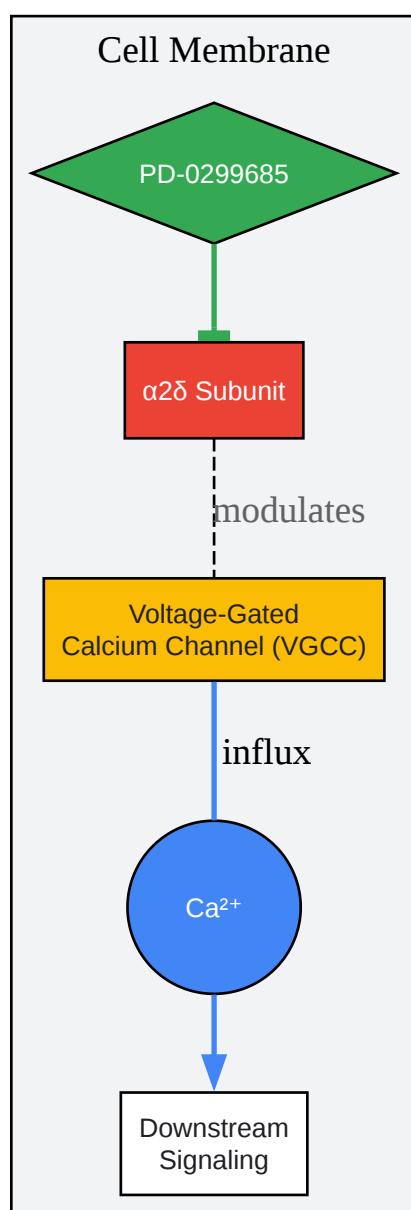 Cell Membrane
PD-0299685
α2δ Subunit
modulates
Voltage-Gated
Calcium Channel (VGCC)
influx
Ca²⁺
Downstream
Signaling